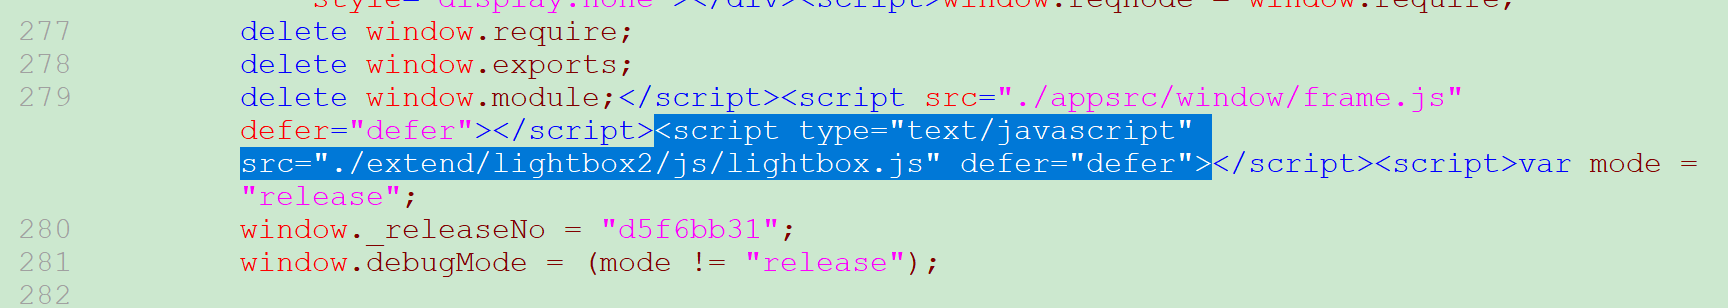 style="display:none"></div><script>window.reqnode = window.require;
277 delete window.require;
278 delete window.exports;
279 delete window.module;</script><script src="./appsrc/window/frame.js"
defer="defer"></script><script type="text/javascript"
src="./extend/lightbox2/js/lightbox.js" defer="defer"></script><script>var mode =
"release";
280 window._releaseNo = "d5f6bb31";
281 window.debugMode = (mode != "release");
282